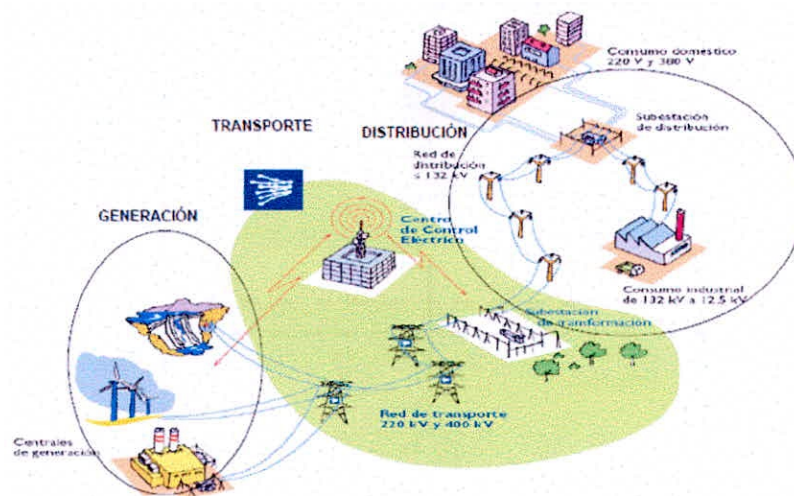 Consumo doméstico
220 V y 380 V
TRANSPORTE
DISTRIBUCIÓN
Subestación
de distribución
Red de
distribución
≤ 132 kV
GENERACIÓN
Centro
de Control
Eléctrico
Consumo industrial
de 132 kV a 12.5 kV
Subestación
de transformación
Red de transporte
220 kV y 400 kV
Centrales
de generación